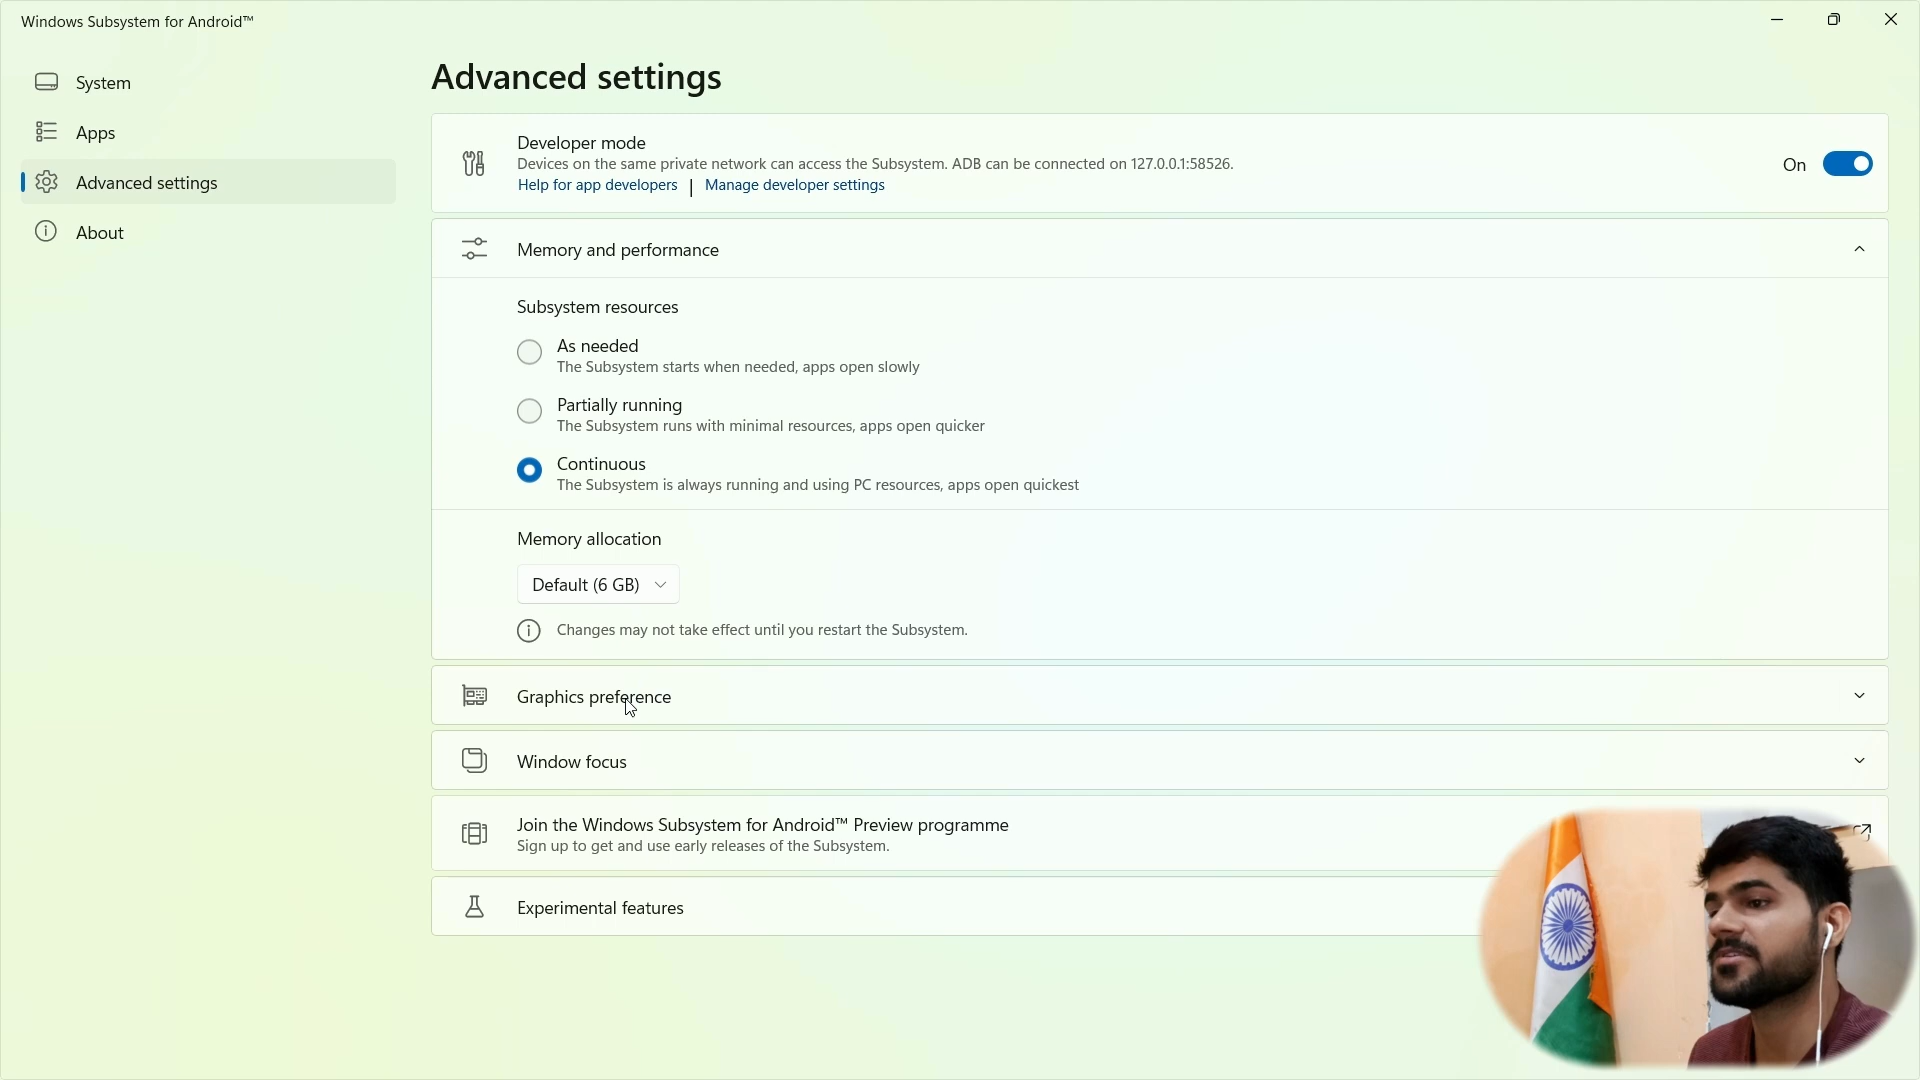 Windows Subsystem for Android™
System
Apps
Advanced settings
About
Advanced settings
Developer mode
Devices on the same private network can access the Subsystem. ADB can be connected on 127.0.0.1:58526.
Help for app developers | Manage developer settings
On
Memory and performance
Subsystem resources
As needed
The Subsystem starts when needed, apps open slowly
Partially running
The Subsystem runs with minimal resources, apps open quicker
Continuous
The Subsystem is always running and using PC resources, apps open quickest
Memory allocation
Default (6 GB)
Changes may not take effect until you restart the Subsystem.
Graphics preference
Window focus
Join the Windows Subsystem for Android™ Preview programme
Sign up to get and use early releases of the Subsystem.
Experimental features